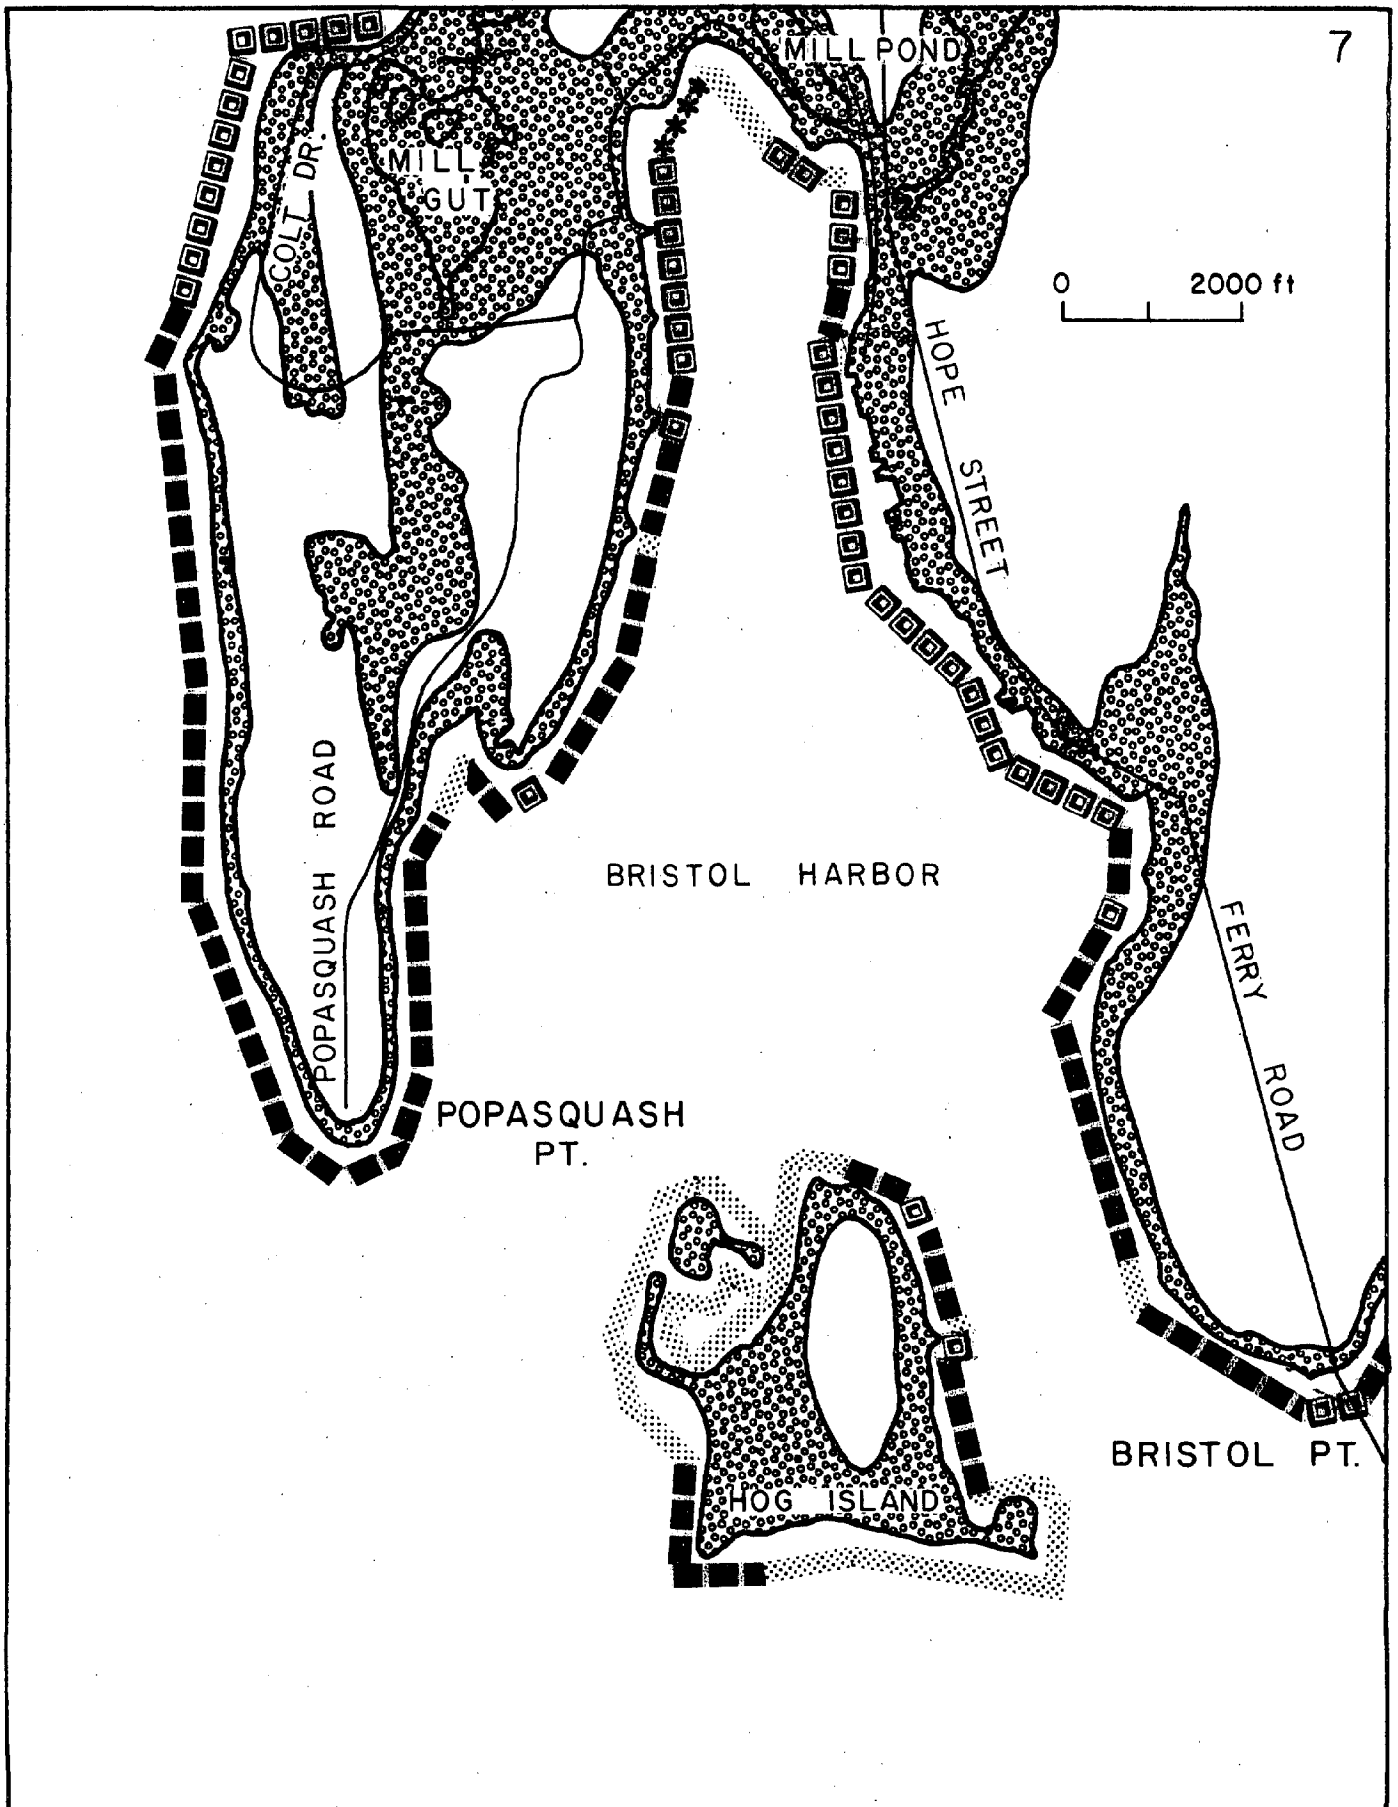 MILL POND
7
COLT DR.
MILL
GUT
0 2000 ft
HOPE STREET
POPASQUASH ROAD
BRISTOL HARBOR
FERRY ROAD
POPASQUASH
PT.
BRISTOL PT.
HOG ISLAND